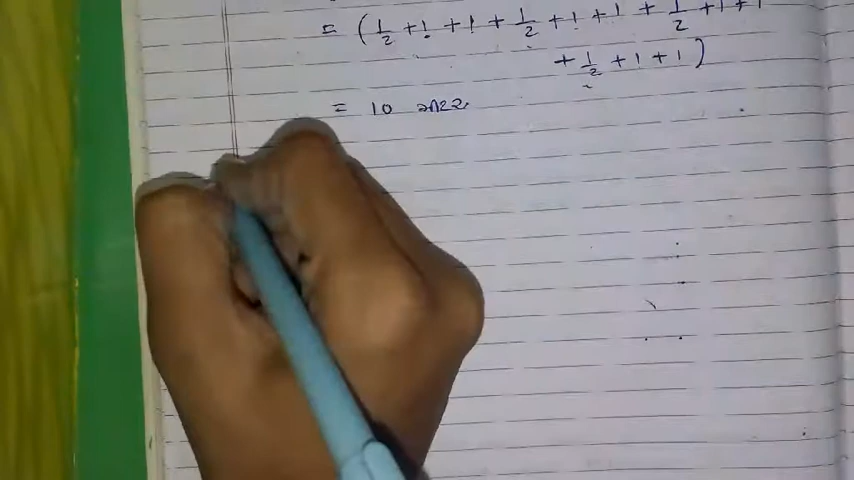 = (1/2 + 1 + 1 + 1/2 + 1 + 1 + 1/2 + 1 + 1
+ 1/2 + 1 + 1)
= 10